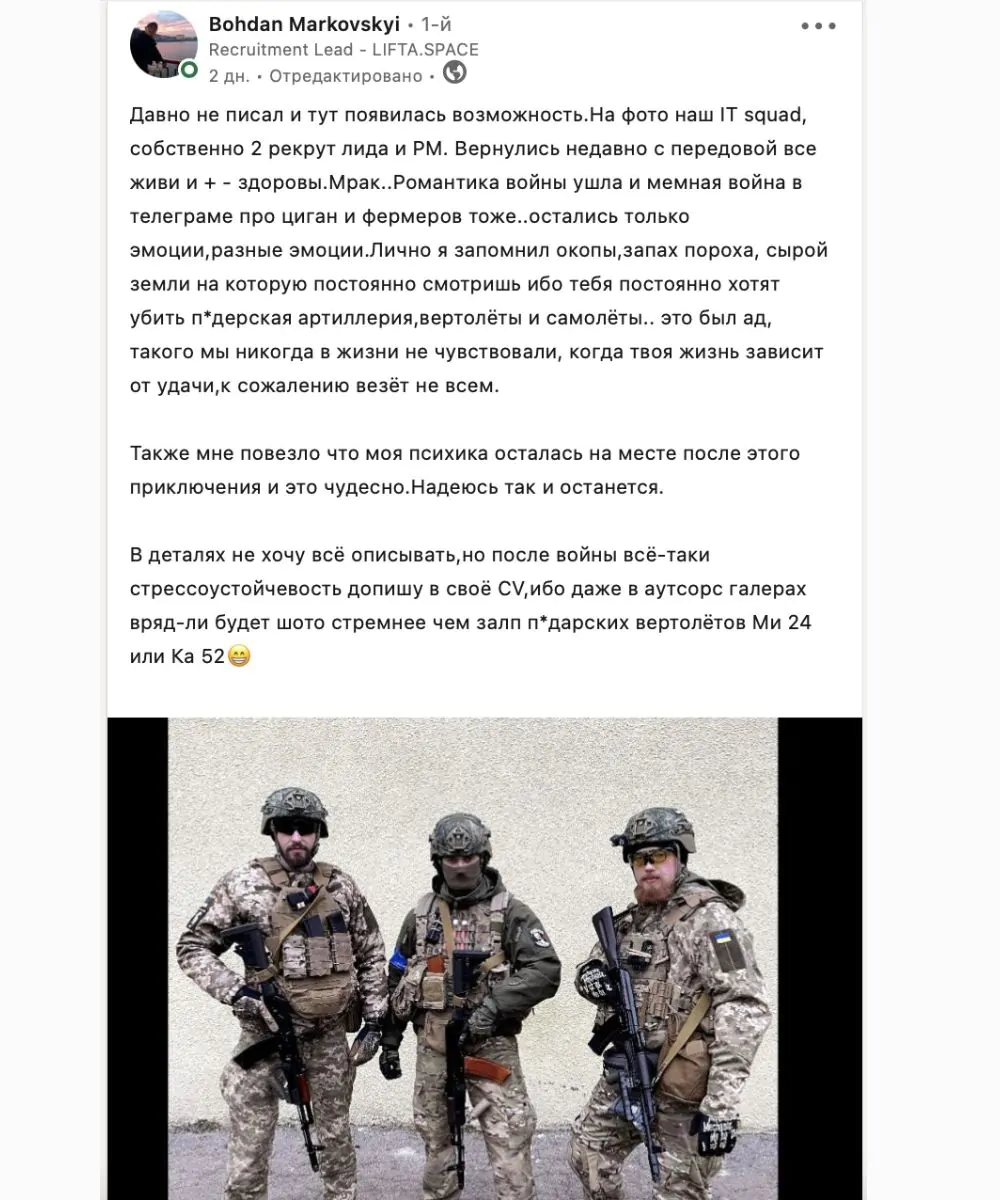 Bohdan Markovskyi • 1-й
Recruitment Lead - LIFTA.SPACE
2 дн. • Отредактировано •
Давно не писал и тут появилась возможность.На фото наш IT squad,
собственно 2 рекрут лида и PM. Вернулись недавно с передовой все
живи и + - здоровы.Мрак..Романтика войны ушла и мемная война в
телеграме про циган и фермеров тоже..остались только
эмоции,разные эмоции.Лично я запомнил окопы,запах пороха, сырой
земли на которую постоянно смотришь ибо тебя постоянно хотят
убить п*дерская артиллерия,вертолёты и самолёты.. это был ад,
такого мы никогда в жизни не чувствовали, когда твоя жизнь зависит
от удачи,к сожалению везёт не всем.
Также мне повезло что моя психика осталась на месте после этого
приключения и это чудесно.Надеюсь так и останется.
В деталях не хочу всё описывать,но после войны всё-таки
стрессоустойчевость допишу в своё CV,ибо даже в аутсорс галерах
вряд-ли будет шото стремнее чем залп п*дарских вертолётов Ми 24
или Ка 52😁